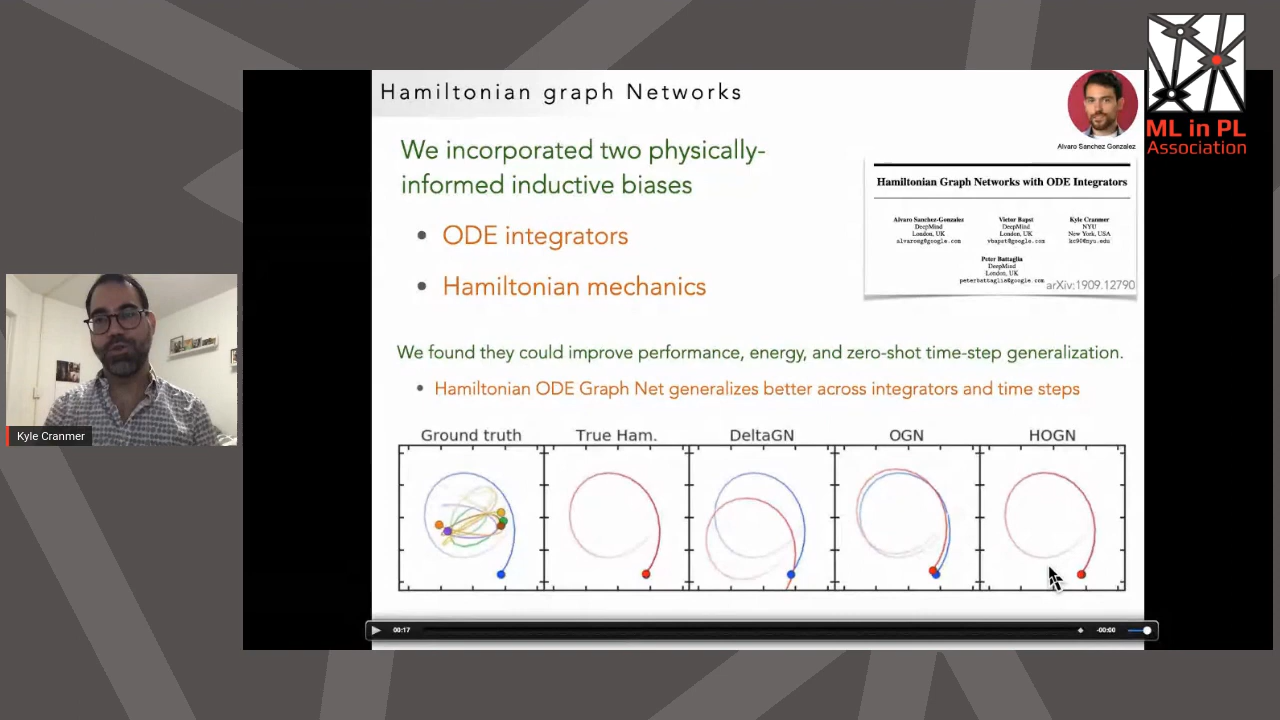 Hamiltonian graph Networks
ML in PL
Association
Alvaro Sanchez Gonzalez
We incorporated two physically-
informed inductive biases
• ODE integrators
• Hamiltonian mechanics
Hamiltonian Graph Networks with ODE Integrators
Alvaro Sanchez-Gonzalez
DeepMind
London, UK
alvarosg@google.com
Victor Bapst
DeepMind
London, UK
vbapst@google.com
Kyle Cranmer
NYU
New York, USA
kc90@nyu.edu
Peter Battaglia
DeepMind
London, UK
peterbattaglia@google.com
arXiv:1909.12790
We found they could improve performance, energy, and zero-shot time-step generalization.
• Hamiltonian ODE Graph Net generalizes better across integrators and time steps
Ground truth
True Ham.
DeltaGN
OGN
HOGN
00:17
-00:00
Kyle Cranmer